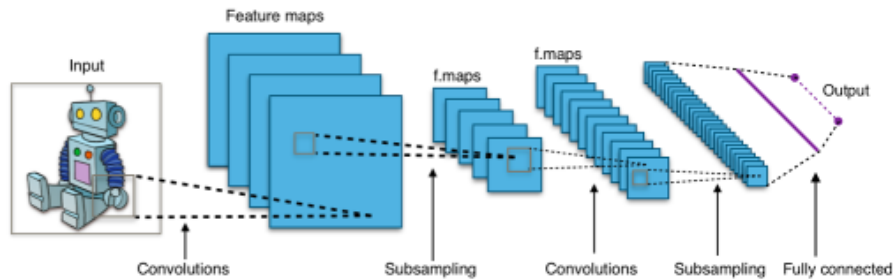 Feature maps
f.maps
f.maps
Input
Output
Convolutions
Subsampling
Convolutions
Subsampling
Fully connected